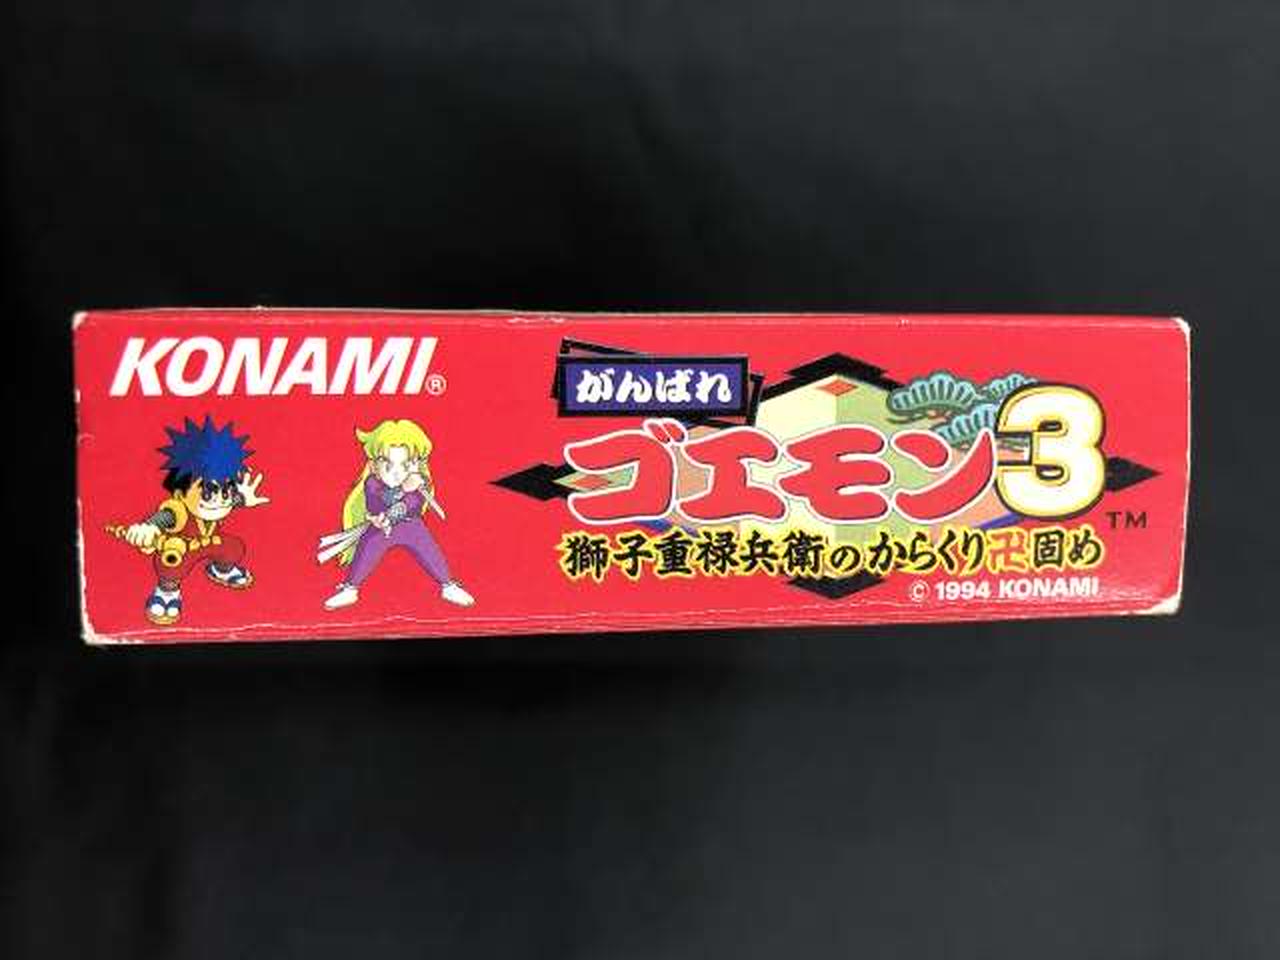 KONAMI®
がんばれ
ゴエモン3
TM
獅子重禄兵衛のからくり卍固め
© 1994 KONAMI